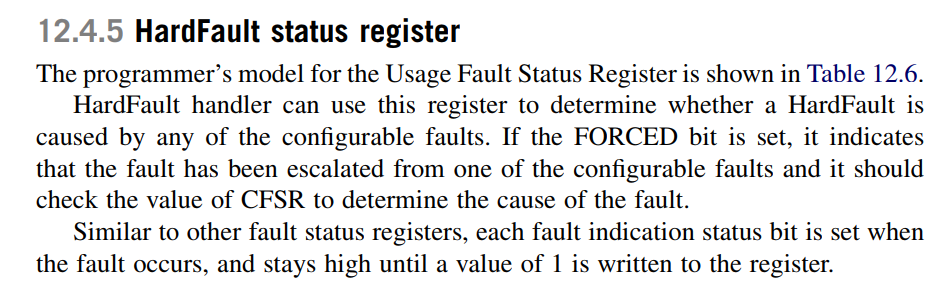 12.4.5 HardFault status register
The programmer’s model for the Usage Fault Status Register is shown in Table 12.6.
HardFault handler can use this register to determine whether a HardFault is
caused by any of the configurable faults. If the FORCED bit is set, it indicates
that the fault has been escalated from one of the configurable faults and it should
check the value of CFSR to determine the cause of the fault.
Similar to other fault status registers, each fault indication status bit is set when
the fault occurs, and stays high until a value of 1 is written to the register.